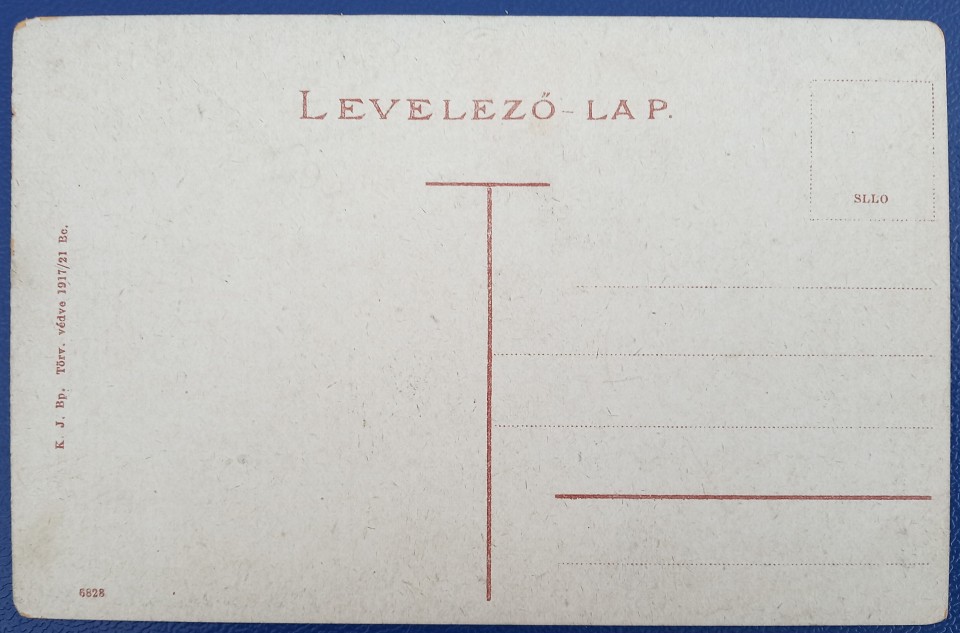 LEVELEZŐ-LAP.
SLLO
K. J. Bp. Törv. védve 1917/21 Bc.
6828